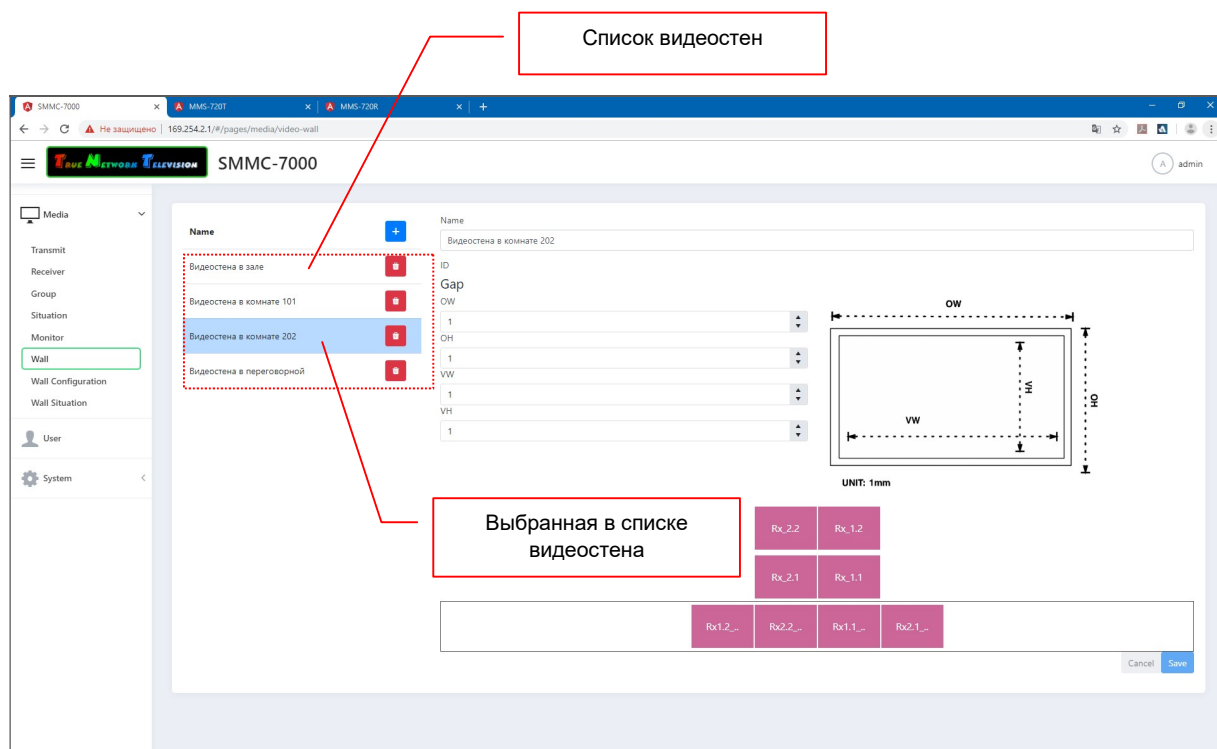 Список видеостен
SMMC-7000
MMS-720T
MMS-720R
Не защищено | 169.254.2.1/#/pages/media/video-wall
True Network Television
SMMC-7000
A admin
Media
Transmit
Receiver
Group
Situation
Monitor
Wall
Wall Configuration
Wall Situation
User
System
Name
Видеостена в зале
Видеостена в комнате 101
Видеостена в комнате 202
Видеостена в переговорной
Name
Видеостена в комнате 202
ID
Gap
OW
1
OH
1
VW
1
VH
1
OW
VH
OH
VW
UNIT: 1mm
Выбранная в списке
видеостена
Rx_2.2 Rx_1.2
Rx_2.1 Rx_1.1
Rx1.2_... Rx2.2_... Rx1.1_... Rx2.1_...
Cancel Save